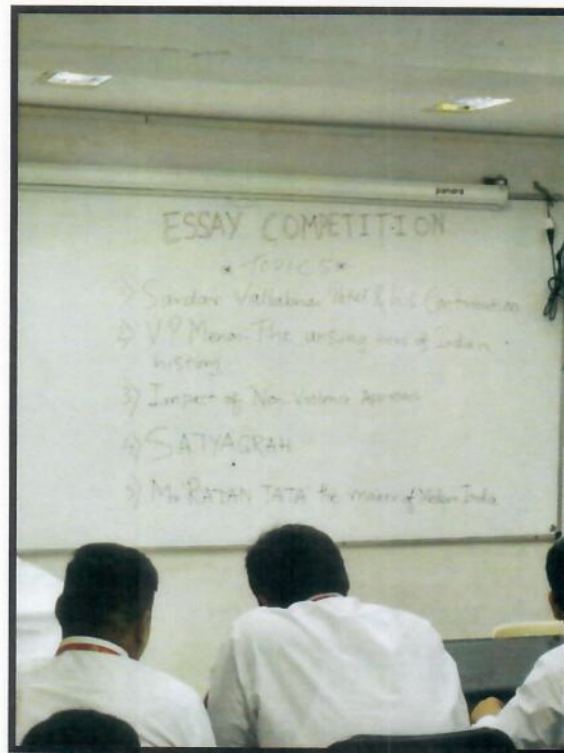 panara
ESSAY COMPETITION
* TOPICS *
1) Sardar Vallabhai Patel & his Contribution
2) V P Menon The unsung hero of Indian
history
3) Impact of Non Violence
4) SATYAGRAH
5) Mr RATAN TATA the maker of Modern India